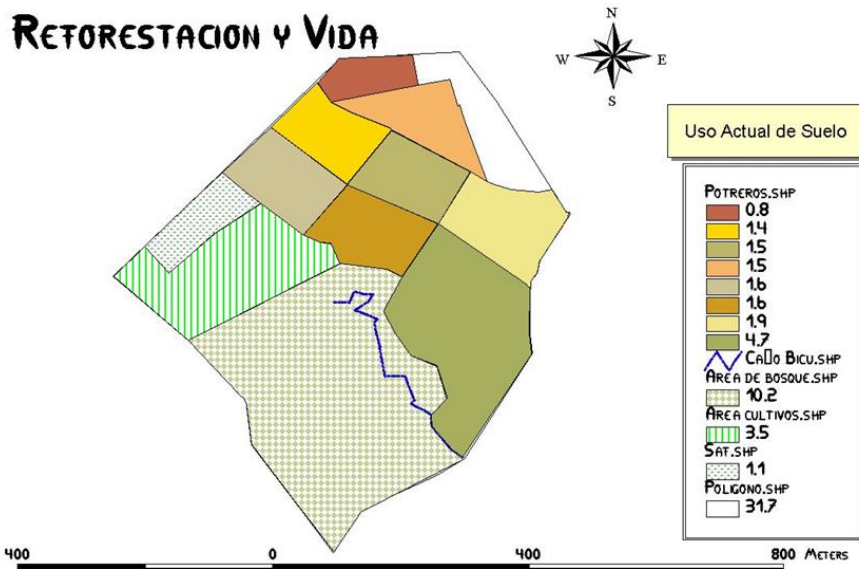 Reforestacion y Vida
N
W E
S
Uso Actual de Suelo
Potreros.shp
0.8
1.4
1.5
1.5
1.6
1.6
1.9
4.7
Ca▯o Bicu.shp
Area de bosque.shp
10.2
Area cultivos.shp
3.5
Sat.shp
1.1
Poligono.shp
31.7
400 0 400 800 Meters